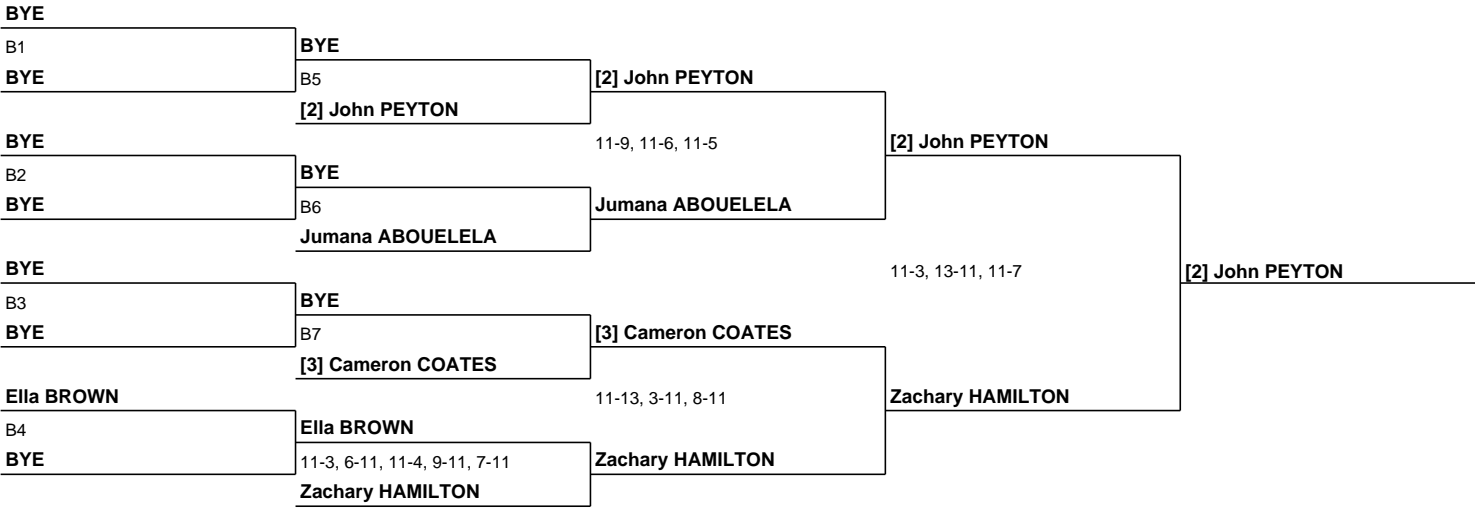 BYE
B1
BYE
BYE
B5
[2] John PEYTON
[2] John PEYTON
BYE
11-9, 11-6, 11-5
[2] John PEYTON
B2
BYE
BYE
B6
Jumana ABOUELELA
Jumana ABOUELELA
BYE
11-3, 13-11, 11-7
[2] John PEYTON
B3
BYE
BYE
B7
[3] Cameron COATES
[3] Cameron COATES
Ella BROWN
11-13, 3-11, 8-11
Zachary HAMILTON
B4
Ella BROWN
BYE
11-3, 6-11, 11-4, 9-11, 7-11
Zachary HAMILTON
Zachary HAMILTON